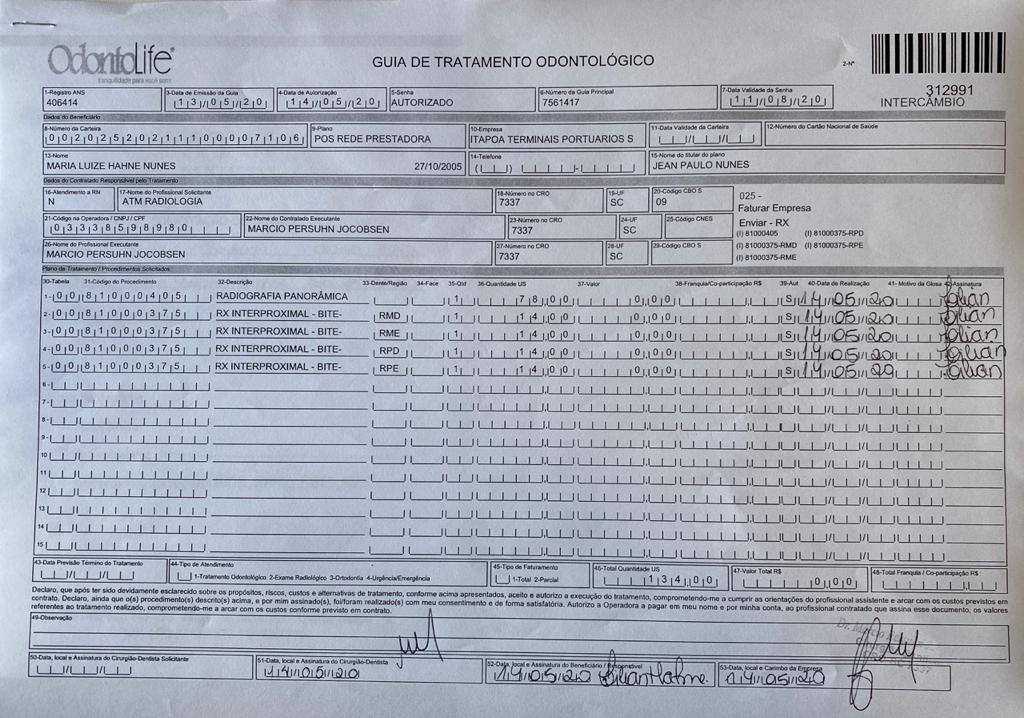 OdontoLife
tranquilidade para você sorrir
GUIA DE TRATAMENTO ODONTOLÓGICO
2-Nº
312991
INTERCÂMBIO
1-Registro ANS 3-Data de Emissão da Guia 4-Data de Autorização 5-Senha 6-Número da Guia Principal 7-Data Validade da Senha
406414 13/05/20 14/05/20 AUTORIZADO 7561417 11/08/20
Dados do Beneficiário
8-Número da Carteira 9-Plano 10-Empresa 11-Data Validade da Carteira 12-Número do Cartão Nacional de Saúde
00202520211100007106 POS REDE PRESTADORA ITAPOA TERMINAIS PORTUARIOS S
13-Nome 14-Telefone 15-Nome do titular do plano
MARIA LUIZE HAHNE NUNES 27/10/2005 JEAN PAULO NUNES
Dados do Contratado Responsável pelo Tratamento
16-Atendimento a RN 17-Nome do Profissional Solicitante 18-Número no CRO 19-UF 20-Código CBO S
N ATM RADIOLOGIA 7337 SC 09
025 -
Faturar Empresa
Enviar - RX
(I) 81000405 (I) 81000375-RPD
(I) 81000375-RMD (I) 81000375-RPE
(I) 81000375-RME
21-Código na Operadora / CNPJ / CPF 22-Nome do Contratado Executante 23-Número no CRO 24-UF 25-Código CNES
03385989800 MARCIO PERSUHN JOCOBSEN 7337 SC
26-Nome do Profissional Executante 27-Número no CRO 28-UF 29-Código CBO S
MARCIO PERSUHN JOCOBSEN 7337 SC
Plano de Tratamento / Procedimentos Solicitados
30-Tabela 31-Código do Procedimento 32-Descrição 33-Dente/Região 34-Face 35-Qtd 36-Quantidade US 37-Valor 38-Franquia/Co-participação R$ 39-Aut 40-Data de Realização 41- Motivo da Glosa 42-Assinatura
1- 00 81000405 RADIOGRAFIA PANORÂMICA 1 78,00 0,00 S 14/05/20 Lilian
2- 00 81000375 RX INTERPROXIMAL - BITE- RMD 1 14,00 0,00 S 14/05/20 Lilian
3- 00 81000375 RX INTERPROXIMAL - BITE- RME 1 14,00 0,00 S 14/05/20 Lilian
4- 00 81000375 RX INTERPROXIMAL - BITE- RPD 1 14,00 0,00 S 14/05/20 Lilian
5- 00 81000375 RX INTERPROXIMAL - BITE- RPE 1 14,00 0,00 S 14/05/20 Lilian
6-
7-
8-
9-
10
11
12
13
14
15
43-Data Previsão Término do Tratamento 44-Tipo de Atendimento 45-Tipo de Faturamento 46-Total Quantidade US 47-Valor Total R$ 48-Total Franquia / Co-participação R$
1-Tratamento Odontológico 2-Exame Radiológico 3-Ortodontia 4-Urgência/Emergência 1-Total 2-Parcial 134,00 0,00
Declaro, que após ter sido devidamente esclarecido sobre os propósitos, riscos, custos e alternativas de tratamento, conforme acima apresentados, aceito e autorizo a execução do tratamento, comprometendo-me a cumprir as orientações do profissional assistente e arcar com os custos previstos em
contrato. Declaro, ainda que o(s) procedimento(s) descrito(s) acima, e por mim assinado(s), foi/foram realizado(s) com meu consentimento e de forma satisfatória. Autorizo a Operadora a pagar em meu nome e por minha conta, ao profissional contratado que assina esse documento, os valores
referentes ao tratamento realizado, comprometendo-me a arcar com os custos conforme previsto em contrato.
49-Observação
50-Data, local e Assinatura do Cirurgião-Dentista Solicitante 51-Data, local e Assinatura do Cirurgião-Dentista 52-Data, local e Assinatura do Beneficiário / Responsável 53-Data, local e Carimbo da Empresa
14/05/20 14/05/20 Lilian Hahne. 14/05/20